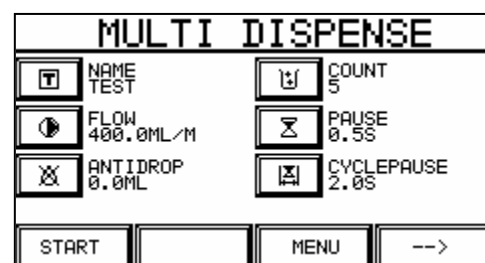 MULTI DISPENSE
T
NAME
TEST
COUNT
5
FLOW
400.0ML/M
PAUSE
0.5S
ANTIDROP
0.0ML
CYCLEPAUSE
2.0S
START
MENU
-->